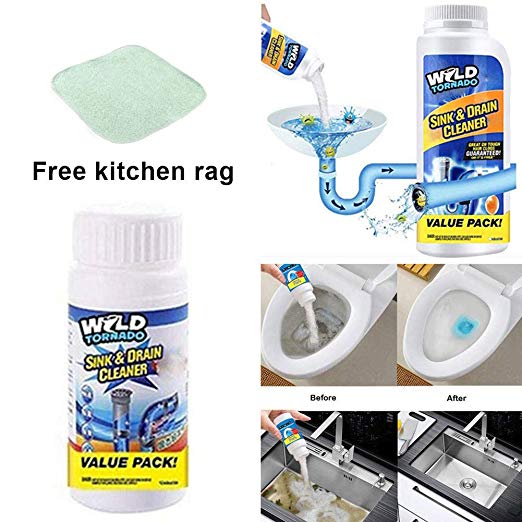 Free kitchen rag
WILD
TORNADO
SINK & DRAIN
CLEANER
VALUE PACK!
WILD
TORNADO
SINK & DRAIN
CLEANER
GREAT ON TOUGH
HAIR CLOGS
GUARANTEED!
VALUE PACK!
Before
After